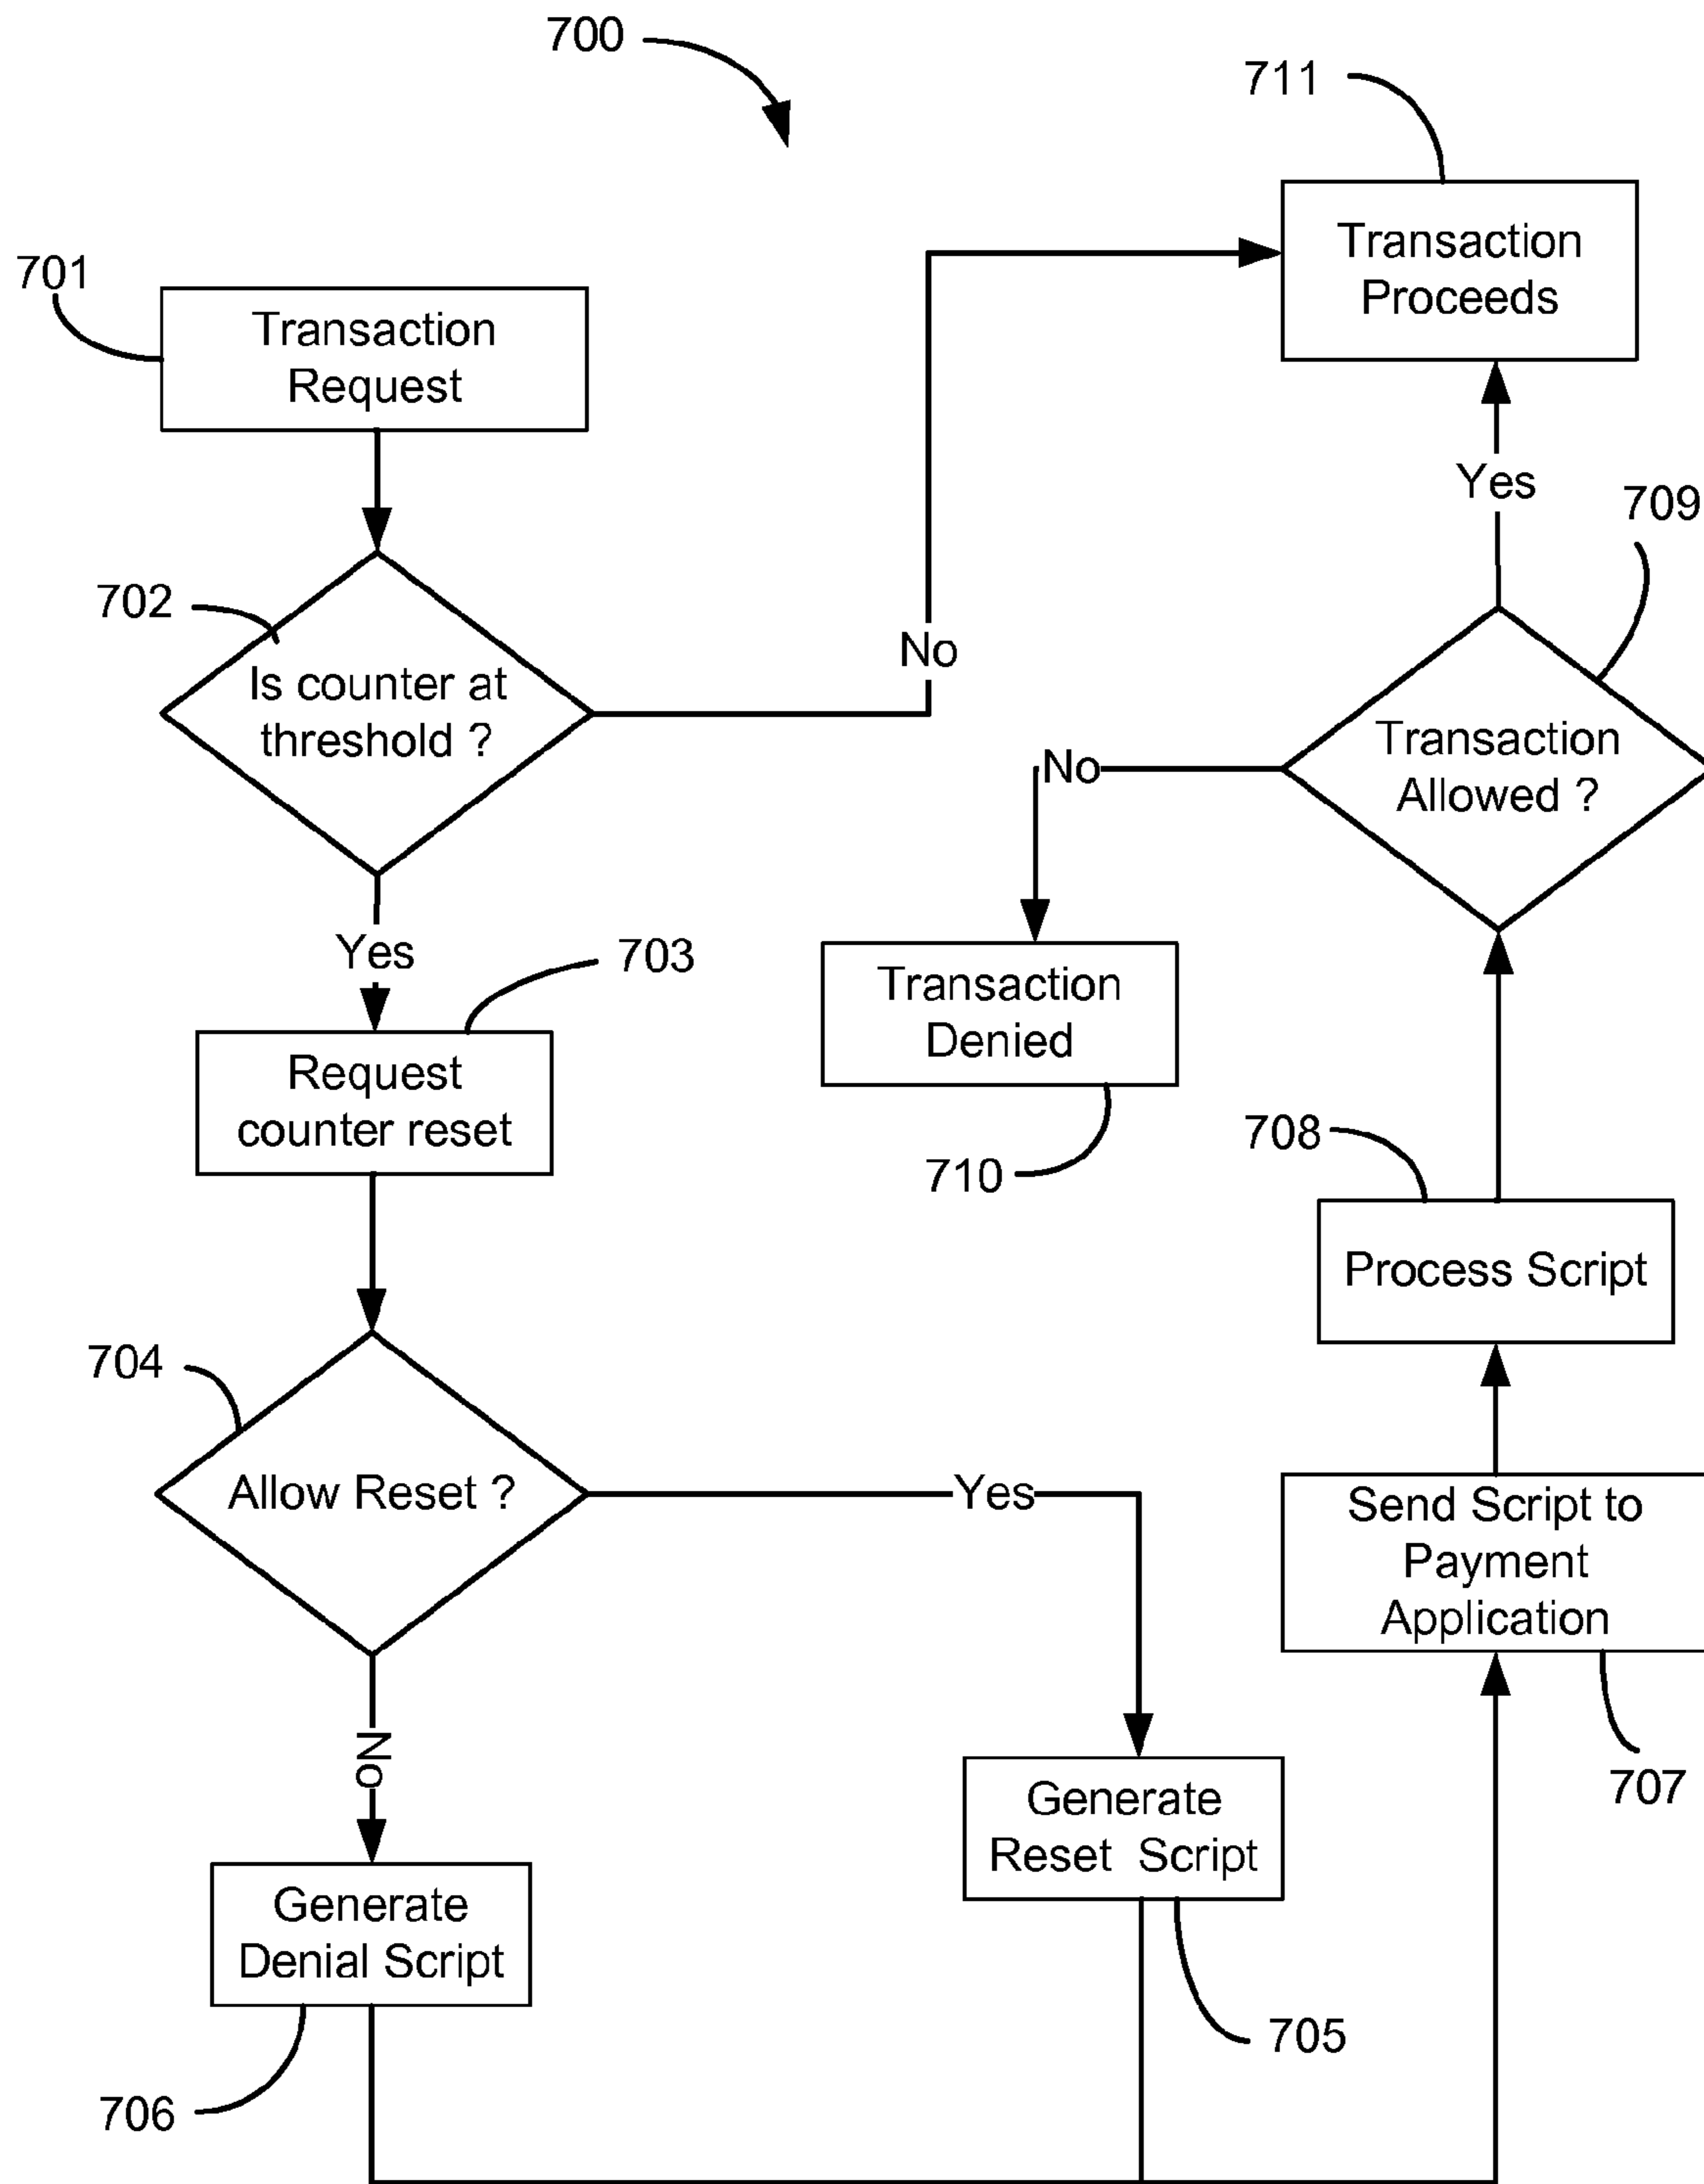 700
711
Transaction
Proceeds
701
Transaction
Request
Yes
709
702
Is counter at
threshold ?
No
Transaction
Allowed ?
No
Yes
703
Transaction
Denied
Request
counter reset
708
710
Process Script
704
Allow Reset ?
Yes
Send Script to
Payment
Application
No
707
Generate
Reset Script
Generate
Denial Script
705
706